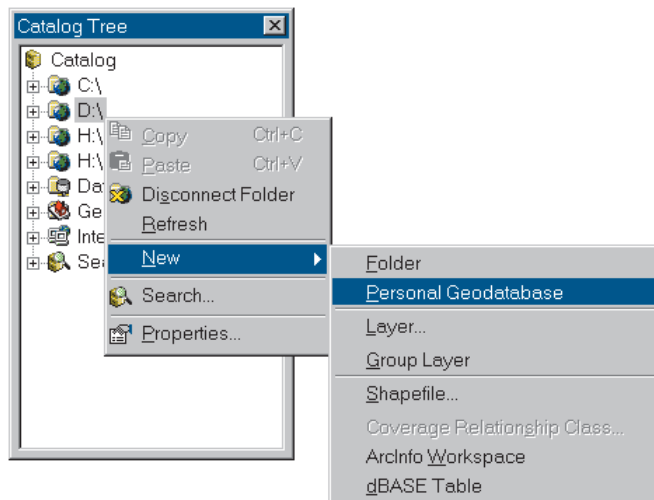 Catalog Tree
Catalog
C:\
D:\
H:\
H:\
Da
Ge
Inte
Sea
Copy Ctrl+C
Paste Ctrl+V
Disconnect Folder
Refresh
New
Search...
Properties...
Folder
Personal Geodatabase
Layer...
Group Layer
Shapefile...
Coverage Relationship Class...
ArcInfo Workspace
dBASE Table